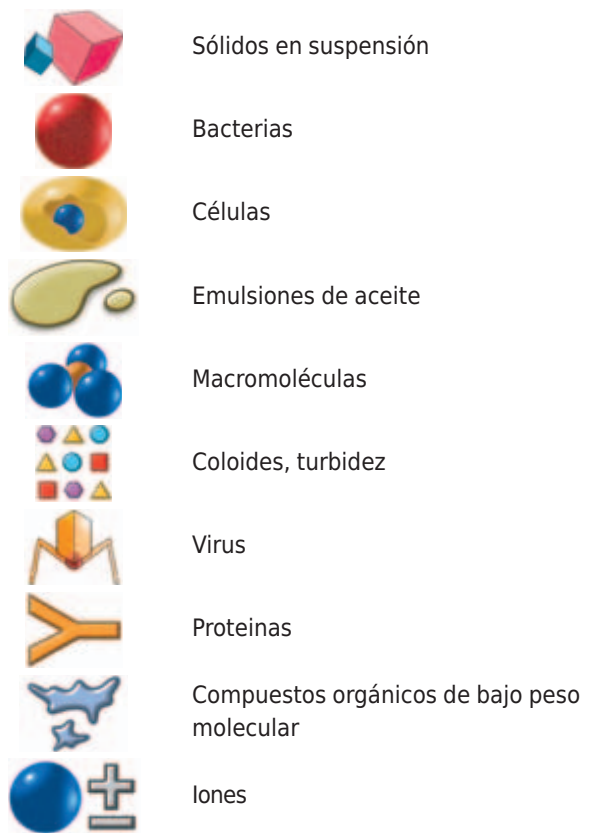 Sólidos en suspensión
Bacterias
Células
Emulsiones de aceite
Macromoléculas
Coloides, turbidez
Virus
Proteinas
Compuestos orgánicos de bajo peso
molecular
Iones